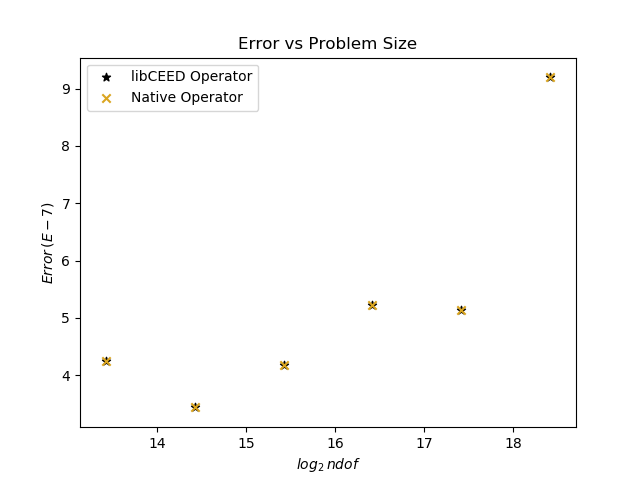 Error vs Problem Size
libCEED Operator
Native Operator
9
8
7
6
5
4
Error (E − 7)
14 15 16 17 18
log₂ ndof